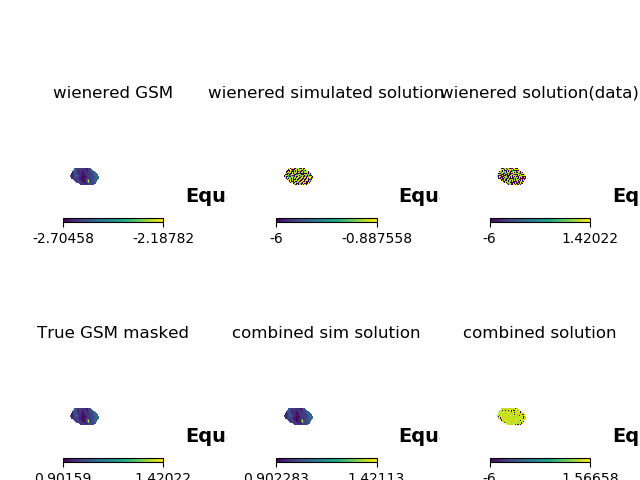 wienered GSM
wienered simulated solution
wienered solution(data)
Equ
Equ
Eq
-2.70458 -2.18782
-6 -0.887558
-6 1.42022
True GSM masked
combined sim solution
combined solution
Equ
Equ
Eq
0.90159 1.42022
0.902283 1.42113
-6 1.56658